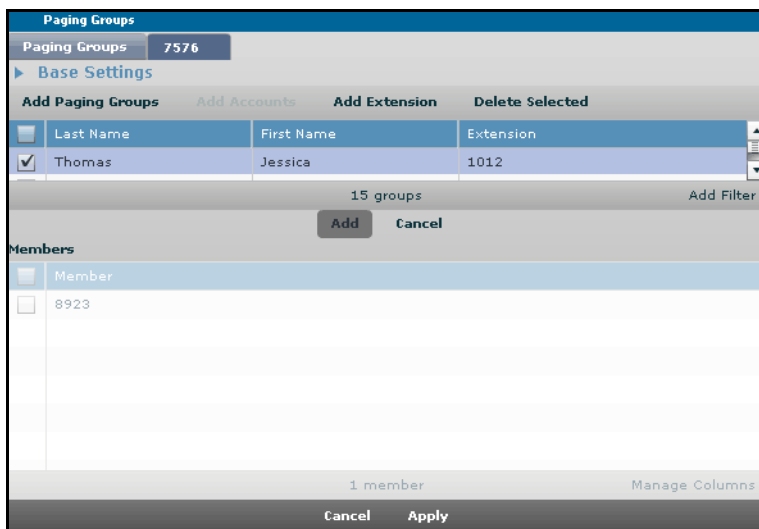 Paging Groups
Paging Groups 7576
Base Settings
Add Paging Groups Add Accounts Add Extension Delete Selected
Last Name First Name Extension
Thomas Jessica 1012
15 groups Add Filter
Add Cancel
Members
Member
8923
1 member Manage Columns
Cancel Apply